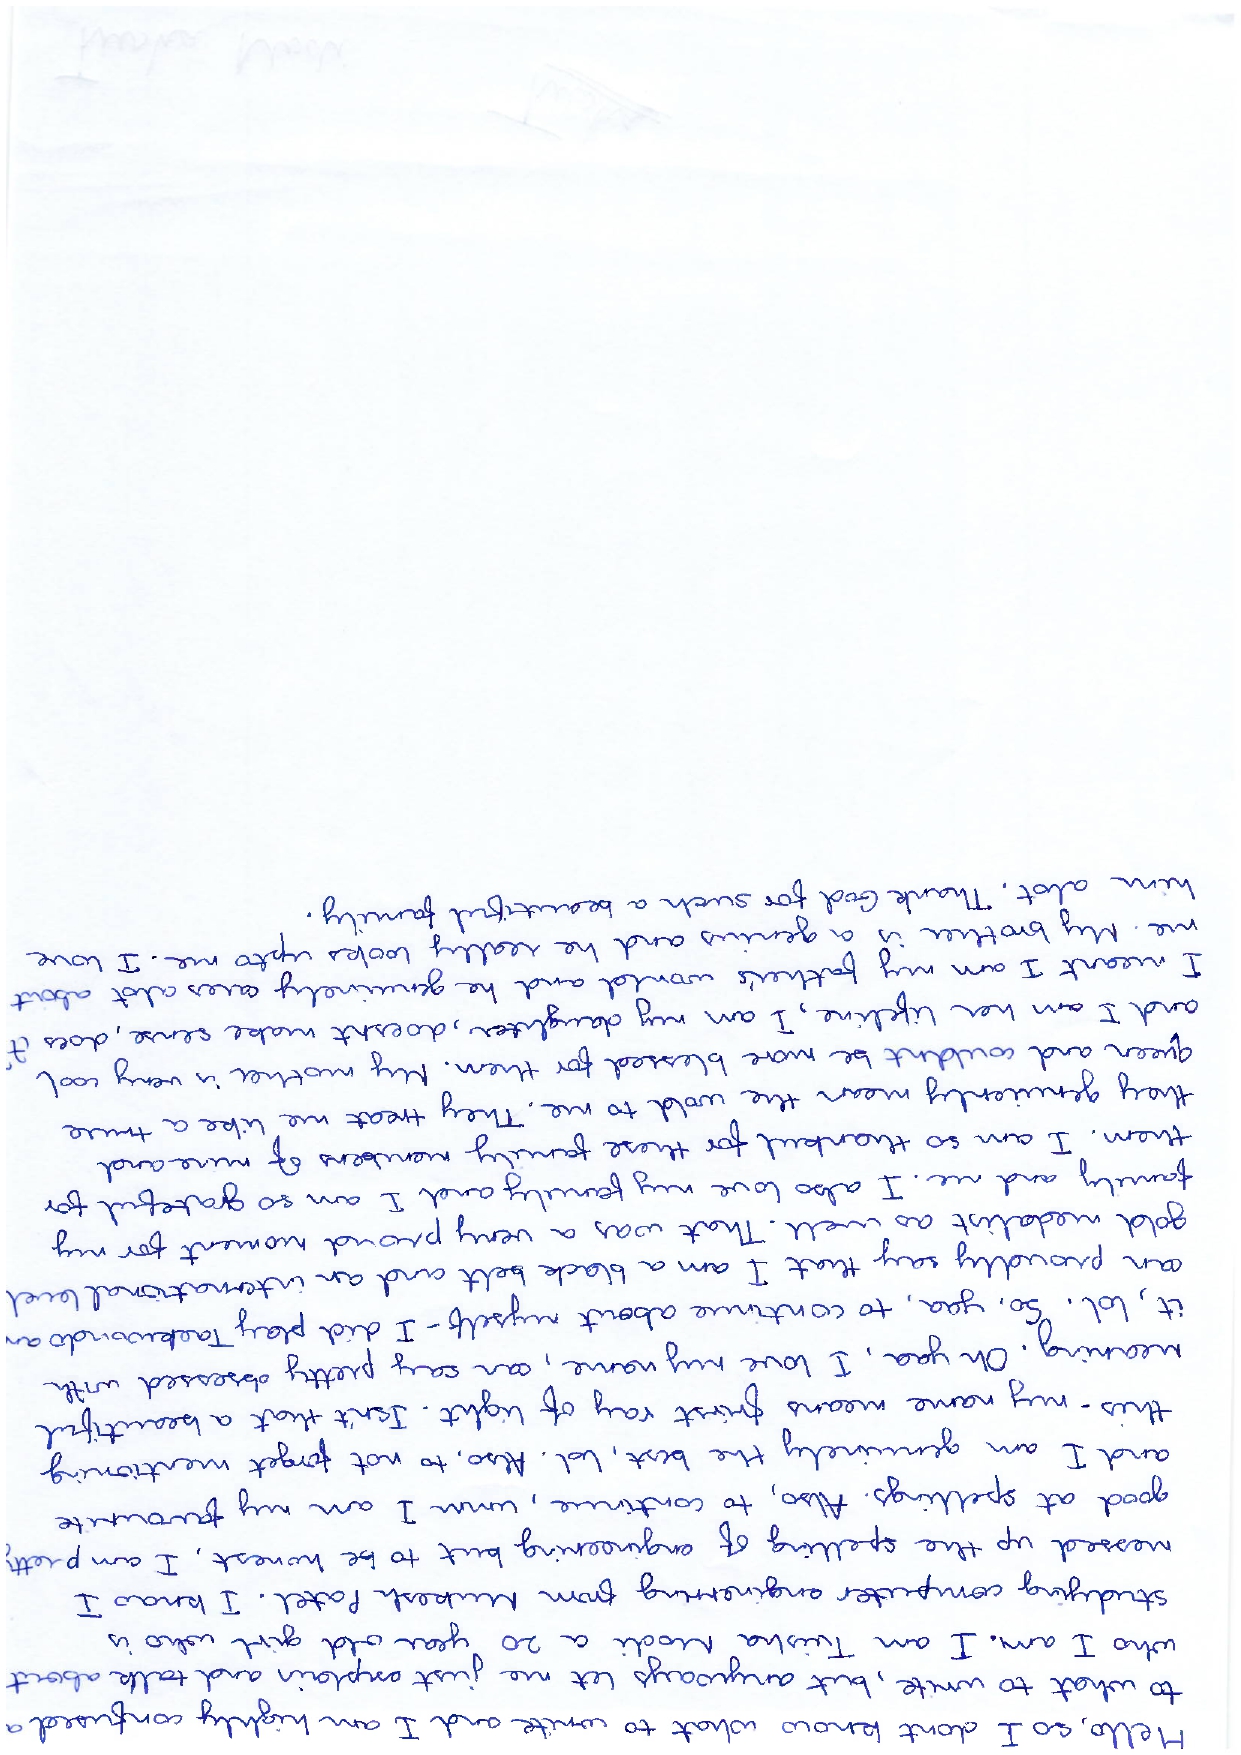 Hello, so I dont know what to write and I am highly confused a
to what to write, but anyways let me just explain and talk about
who I am. I am Tvisha Modi a 20 year old girl who is
studying computer enginerring from Mukesh Patel. I know I
messed up the spelling of engineering but to be honest, I am pretty
good at spellings. Also, to continue, umm I am my favourite
and I am genuinely the best, lol. Also, to not forget mentioning
this - my name means first ray of light. Isn't that a beautiful
meaning. Oh yaa, I love my name, can say pretty obsessed with
it, lol. So, yaa, to continue about myself - I did play Taekwondo an
can proudly say that I am a black belt and an international level
gold medalist as well. That was a very proud moment for my
family and me. I also love my family and I am so grateful for
them. I am so thankul for these family members of mine and
they genuienly mean the wold to me. They treat me like a true
queen and couldnt be more blessed for them. My mother is very cool
and I am her lifeline, I am my daughter, doesnt make sense, does it?
I meant I am my father's world and he genuinely cares alot about
me. My brother is a genius and he really looks upto me. I love
him alot. Thank God for such a beautiful family.